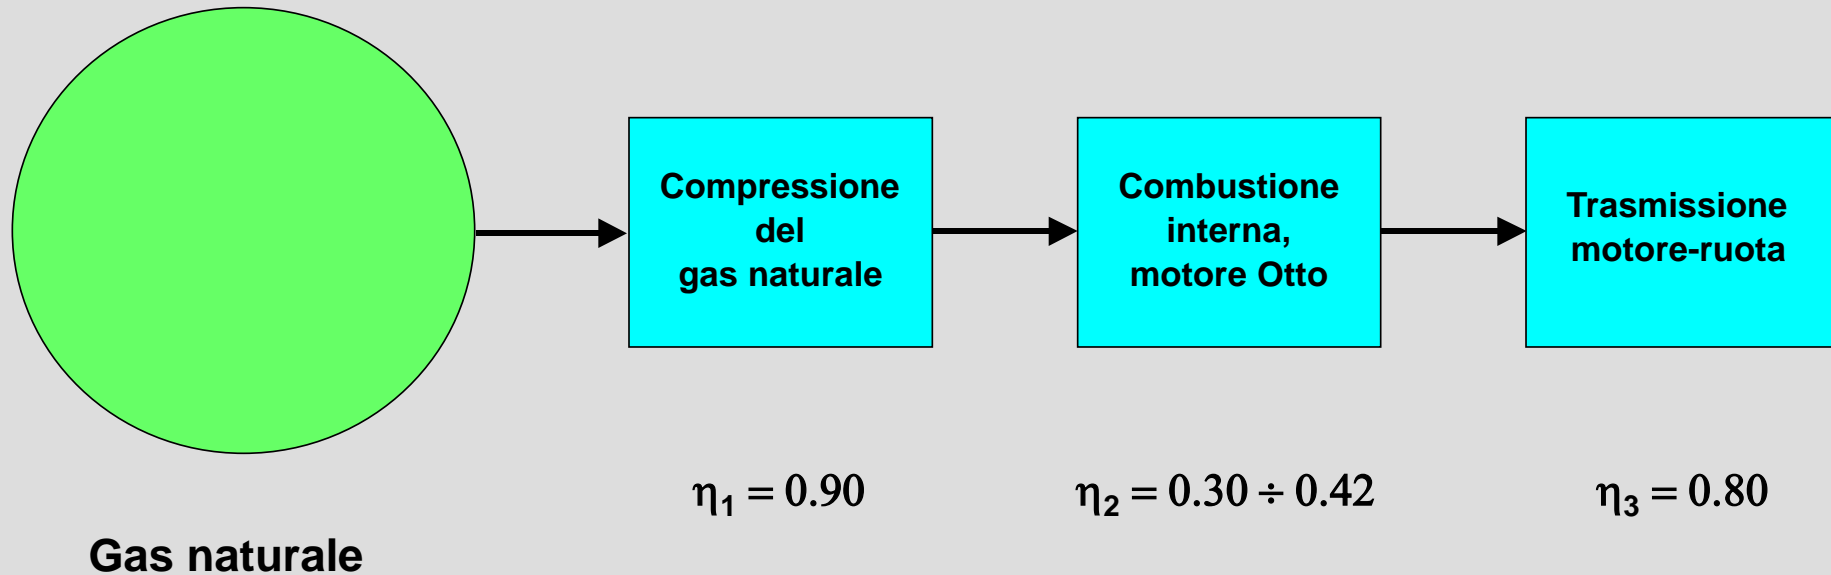 Compressione
del
gas naturale
Combustione
interna,
motore Otto
Trasmissione
motore-ruota
η1 = 0.90
η2 = 0.30 ÷ 0.42
η3 = 0.80
Gas naturale